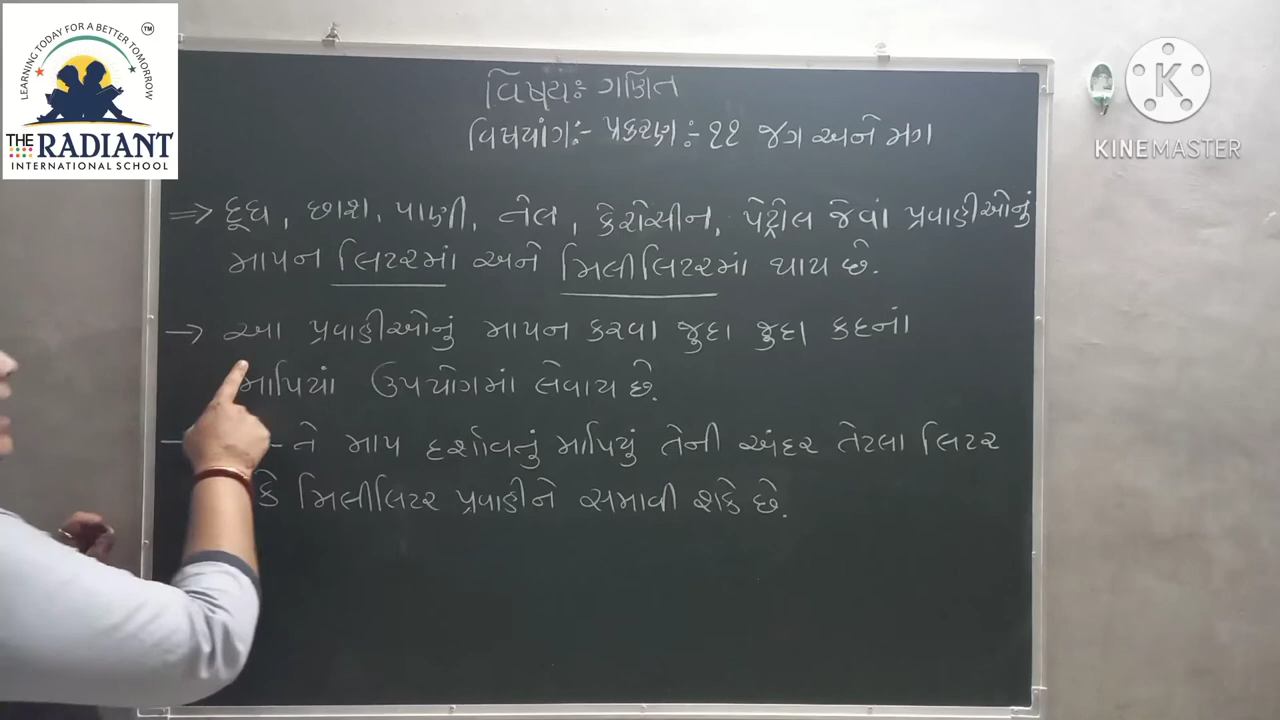 LEARNING TODAY FOR A BETTER TOMORROW
TM
THE RADIANT
INTERNATIONAL SCHOOL
K
KINEMASTER
વિષયઃ ગણિત
વિષયાંગઃ- પ્રકરણ ઃ- ૧૧ જગ અને મગ
⇒ દૂધ, છાશ, પાણી, તેલ, કેરોસીન, પેટ્રોલ જેવાં પ્રવાહીઓનું
માપન લિટરમાં અને મિલીલિટરમાં થાય છે.
→ આ પ્રવાહીઓનું માપન કરવા જુદા જુદા કદનાં
માપિયાં ઉપયોગમાં લેવાય છે.
તે માપ દર્શાવતું માપિયું તેની અંદર તેટલા લિટર
કે મિલીલિટર પ્રવાહીને સમાવી શકે છે.